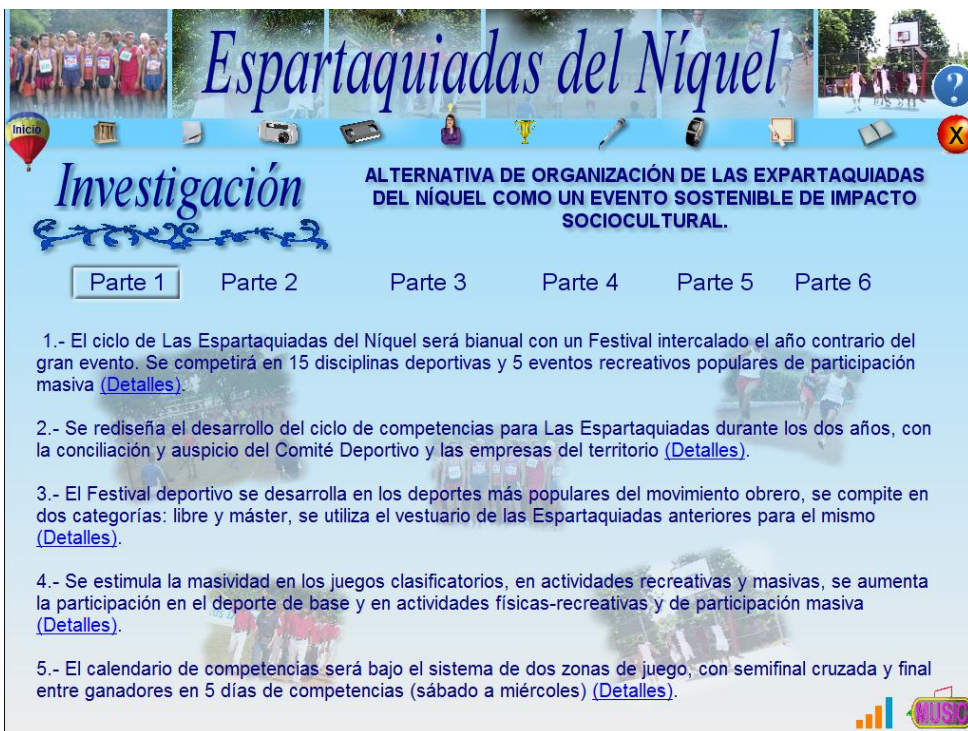 Espartaquiadas del Níquel
?
Inicio
X
Investigación
ALTERNATIVA DE ORGANIZACIÓN DE LAS EXPARTAQUIADAS
DEL NÍQUEL COMO UN EVENTO SOSTENIBLE DE IMPACTO
SOCIOCULTURAL.
Parte 1 Parte 2 Parte 3 Parte 4 Parte 5 Parte 6
1.- El ciclo de Las Espartaquiadas del Níquel será bianual con un Festival intercalado el año contrario del
gran evento. Se competirá en 15 disciplinas deportivas y 5 eventos recreativos populares de participación
masiva (Detalles).
2.- Se rediseña el desarrollo del ciclo de competencias para Las Espartaquiadas durante los dos años, con
la conciliación y auspicio del Comité Deportivo y las empresas del territorio (Detalles).
3.- El Festival deportivo se desarrolla en los deportes más populares del movimiento obrero, se compite en
dos categorías: libre y máster, se utiliza el vestuario de las Espartaquiadas anteriores para el mismo
(Detalles).
4.- Se estimula la masividad en los juegos clasificatorios, en actividades recreativas y masivas, se aumenta
la participación en el deporte de base y en actividades físicas-recreativas y de participación masiva
(Detalles).
5.- El calendario de competencias será bajo el sistema de dos zonas de juego, con semifinal cruzada y final
entre ganadores en 5 días de competencias (sábado a miércoles) (Detalles).
MUSIC